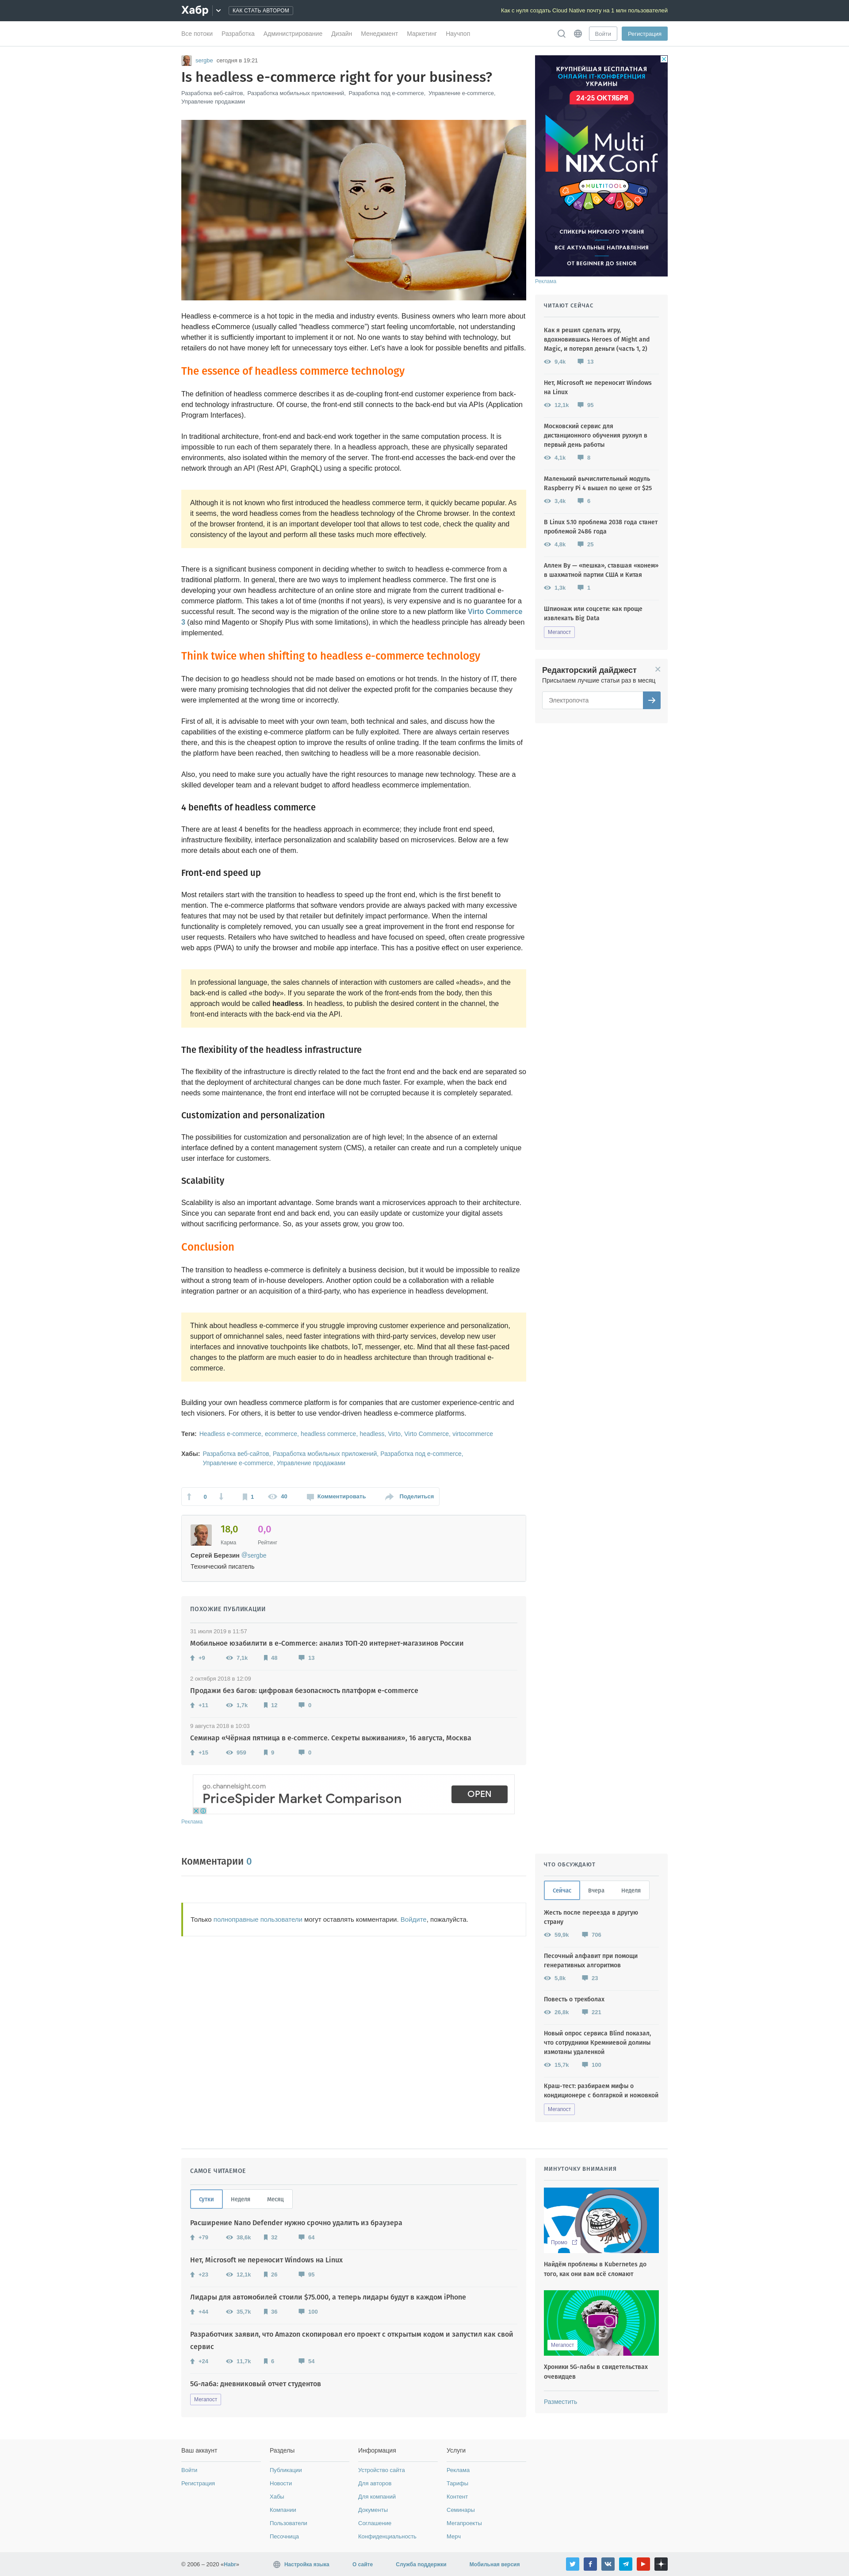 Хабр
КАК СТАТЬ АВТОРОМ
Как с нуля создать Cloud Native почту на 1 млн пользователей
Все потоки Разработка Администрирование Дизайн Менеджмент Маркетинг Научпоп
Войти
Регистрация
sergbe сегодня в 19:21
Is headless e-commerce right for your business?
Разработка веб-сайтов, Разработка мобильных приложений, Разработка под e-commerce, Управление e-commerce,
Управление продажами
Headless e-commerce is a hot topic in the media and industry events. Business owners who learn more about
headless eCommerce (usually called “headless commerce”) start feeling uncomfortable, not understanding
whether it is sufficiently important to implement it or not. No one wants to stay behind with technology, but
retailers do not have money left for unnecessary toys either. Let's have a look for possible benefits and pitfalls.
The essence of headless commerce technology
The definition of headless commerce describes it as de-coupling front-end customer experience from back-
end technology infrastructure. Of course, the front-end still connects to the back-end but via APIs (Application
Program Interfaces).
In traditional architecture, front-end and back-end work together in the same computation process. It is
impossible to run each of them separately there. In a headless approach, these are physically separated
environments, also isolated within the memory of the server. The front-end accesses the back-end over the
network through an API (Rest API, GraphQL) using a specific protocol.
Although it is not known who first introduced the headless commerce term, it quickly became popular. As
it seems, the word headless comes from the headless technology of the Chrome browser. In the context
of the browser frontend, it is an important developer tool that allows to test code, check the quality and
consistency of the layout and perform all these tasks much more effectively.
There is a significant business component in deciding whether to switch to headless e-commerce from a
traditional platform. In general, there are two ways to implement headless commerce. The first one is
developing your own headless architecture of an online store and migrate from the current traditional e-
commerce platform. This takes a lot of time (months if not years), is very expensive and is no guarantee for a
successful result. The second way is the migration of the online store to a new platform like Virto Commerce
3 (also mind Magento or Shopify Plus with some limitations), in which the headless principle has already been
implemented.
Think twice when shifting to headless e-commerce technology
The decision to go headless should not be made based on emotions or hot trends. In the history of IT, there
were many promising technologies that did not deliver the expected profit for the companies because they
were implemented at the wrong time or incorrectly.
First of all, it is advisable to meet with your own team, both technical and sales, and discuss how the
capabilities of the existing e-commerce platform can be fully exploited. There are always certain reserves
there, and this is the cheapest option to improve the results of online trading. If the team confirms the limits of
the platform have been reached, then switching to headless will be a more reasonable decision.
Also, you need to make sure you actually have the right resources to manage new technology. These are a
skilled developer team and a relevant budget to afford headless ecommerce implementation.
4 benefits of headless commerce
There are at least 4 benefits for the headless approach in ecommerce; they include front end speed,
infrastructure flexibility, interface personalization and scalability based on microservices. Below are a few
more details about each one of them.
Front-end speed up
Most retailers start with the transition to headless to speed up the front end, which is the first benefit to
mention. The e-commerce platforms that software vendors provide are always packed with many excessive
features that may not be used by that retailer but definitely impact performance. When the internal
functionality is completely removed, you can usually see a great improvement in the front end response for
user requests. Retailers who have switched to headless and have focused on speed, often create progressive
web apps (PWA) to unify the browser and mobile app interface. This has a positive effect on user experience.
In professional language, the sales channels of interaction with customers are called «heads», and the
back-end is called «the body». If you separate the work of the front-ends from the body, then this
approach would be called headless. In headless, to publish the desired content in the channel, the
front-end interacts with the back-end via the API.
The flexibility of the headless infrastructure
The flexibility of the infrastructure is directly related to the fact the front end and the back end are separated so
that the deployment of architectural changes can be done much faster. For example, when the back end
needs some maintenance, the front end interface will not be corrupted because it is completely separated.
Customization and personalization
The possibilities for customization and personalization are of high level; In the absence of an external
interface defined by a content management system (CMS), a retailer can create and run a completely unique
user interface for customers.
Scalability
Scalability is also an important advantage. Some brands want a microservices approach to their architecture.
Since you can separate front end and back end, you can easily update or customize your digital assets
without sacrificing performance. So, as your assets grow, you grow too.
Conclusion
The transition to headless e-commerce is definitely a business decision, but it would be impossible to realize
without a strong team of in-house developers. Another option could be a collaboration with a reliable
integration partner or an acquisition of a third-party, who has experience in headless development.
Think about headless e-commerce if you struggle improving customer experience and personalization,
support of omnichannel sales, need faster integrations with third-party services, develop new user
interfaces and innovative touchpoints like chatbots, IoT, messenger, etc. Mind that all these fast-paced
changes to the platform are much easier to do in headless architecture than through traditional e-
commerce.
Building your own headless commerce platform is for companies that are customer experience-centric and
tech visioners. For others, it is better to use vendor-driven headless e-commerce platforms.
Теги: Headless e-commerce, ecommerce, headless commerce, headless, Virto, Virto Commerce, virtocommerce
Хабы: Разработка веб-сайтов, Разработка мобильных приложений, Разработка под e-commerce,
Управление e-commerce, Управление продажами
0 1 40 Комментировать Поделиться
18,0 0,0
Карма Рейтинг
Сергей Березин @sergbe
Технический писатель
ПОХОЖИЕ ПУБЛИКАЦИИ
31 июля 2019 в 11:57
Мобильное юзабилити в e-Commerce: анализ ТОП-20 интернет-магазинов России
+9 7,1k 48 13
2 октября 2018 в 12:09
Продажи без багов: цифровая безопасность платформ e-commerce
+11 1,7k 12 0
9 августа 2018 в 10:03
Семинар «Чёрная пятница в e-commerce. Секреты выживания», 16 августа, Москва
+15 959 9 0
go.channelsight.com
PriceSpider Market Comparison
OPEN
Реклама
Комментарии 0
Только полноправные пользователи могут оставлять комментарии. Войдите, пожалуйста.
КРУПНЕЙШАЯ БЕСПЛАТНАЯ
ОНЛАЙН IT-КОНФЕРЕНЦИЯ
УКРАИНЫ
24-25 ОКТЯБРЯ
Multi
NIX Conf
MULTITOOL
СПИКЕРЫ МИРОВОГО УРОВНЯ
ВСЕ АКТУАЛЬНЫЕ НАПРАВЛЕНИЯ
ОТ BEGINNER ДО SENIOR
Реклама
ЧИТАЮТ СЕЙЧАС
Как я решил сделать игру,
вдохновившись Heroes of Might and
Magic, и потерял деньги (часть 1, 2)
9,4k 13
Нет, Microsoft не переносит Windows
на Linux
12,1k 95
Московский сервис для
дистанционного обучения рухнул в
первый день работы
4,1k 8
Маленький вычислительный модуль
Raspberry Pi 4 вышел по цене от $25
3,4k 6
В Linux 5.10 проблема 2038 года станет
проблемой 2486 года
4,8k 25
Аллен Ву — «пешка», ставшая «конем»
в шахматной партии США и Китая
1,3k 1
Шпионаж или соцсети: как проще
извлекать Big Data
Мегапост
Редакторский дайджест
Присылаем лучшие статьи раз в месяц
Электропочта
ЧТО ОБСУЖДАЮТ
Сейчас Вчера Неделя
Жесть после переезда в другую
страну
59,9k 706
Песочный алфавит при помощи
генеративных алгоритмов
5,8k 23
Повесть о трекболах
26,8k 221
Новый опрос сервиса Blind показал,
что сотрудники Кремниевой долины
измотаны удаленкой
15,7k 100
Краш-тест: разбираем мифы о
кондиционере с болгаркой и ножовкой
Мегапост
САМОЕ ЧИТАЕМОЕ
Сутки Неделя Месяц
Расширение Nano Defender нужно срочно удалить из браузера
+79 38,6k 32 64
Нет, Microsoft не переносит Windows на Linux
+23 12,1k 26 95
Лидары для автомобилей стоили $75.000, а теперь лидары будут в каждом iPhone
+44 35,7k 36 100
Разработчик заявил, что Amazon скопировал его проект с открытым кодом и запустил как свой
сервис
+24 11,7k 6 54
5G-лаба: дневниковый отчет студентов
Мегапост
МИНУТОЧКУ ВНИМАНИЯ
Промо
Найдём проблемы в Kubernetes до
того, как они вам всё сломают
Мегапост
Хроники 5G-лабы в свидетельствах
очевидцев
Разместить
Ваш аккаунт
Войти
Регистрация
Разделы
Публикации
Новости
Хабы
Компании
Пользователи
Песочница
Информация
Устройство сайта
Для авторов
Для компаний
Документы
Соглашение
Конфиденциальность
Услуги
Реклама
Тарифы
Контент
Семинары
Мегапроекты
Мерч
© 2006 – 2020 «Habr»
Настройка языка
О сайте
Служба поддержки
Мобильная версия